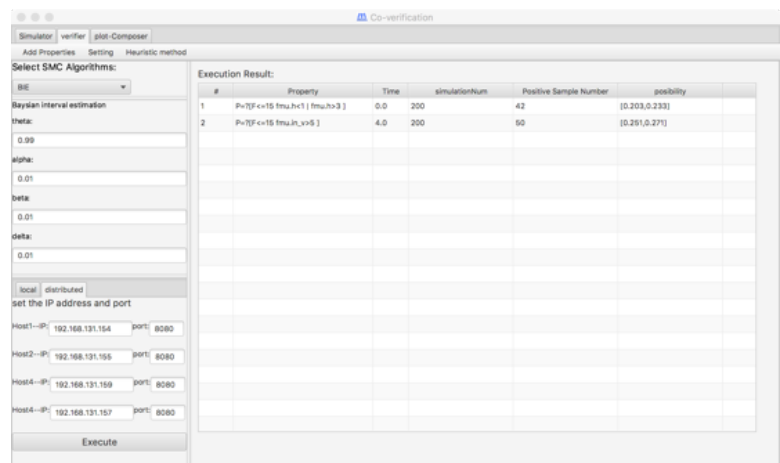 Co-verification
Simulator verifier plot-Composer
Add Properties Setting Heuristic method
Select SMC Algorithms:
BIE
Baysian interval estimation
theta:
0.99
alpha:
0.01
beta:
0.01
delta:
0.01
local distributed
set the IP address and port
Host1--IP: 192.168.131.154 port: 8080
Host2--IP: 192.168.131.155 port: 8080
Host4--IP: 192.168.131.159 port: 8080
Host4--IP: 192.168.131.157 port: 8080
Execute
Execution Result:
# Property Time simulationNum Positive Sample Number posibility
1 P=?[F<=15 fmu.h<1 | fmu.h>3 ] 0.0 200 42 [0.203,0.233]
2 P=?[F<=15 fmu.in_v>5 ] 4.0 200 50 [0.251,0.271]